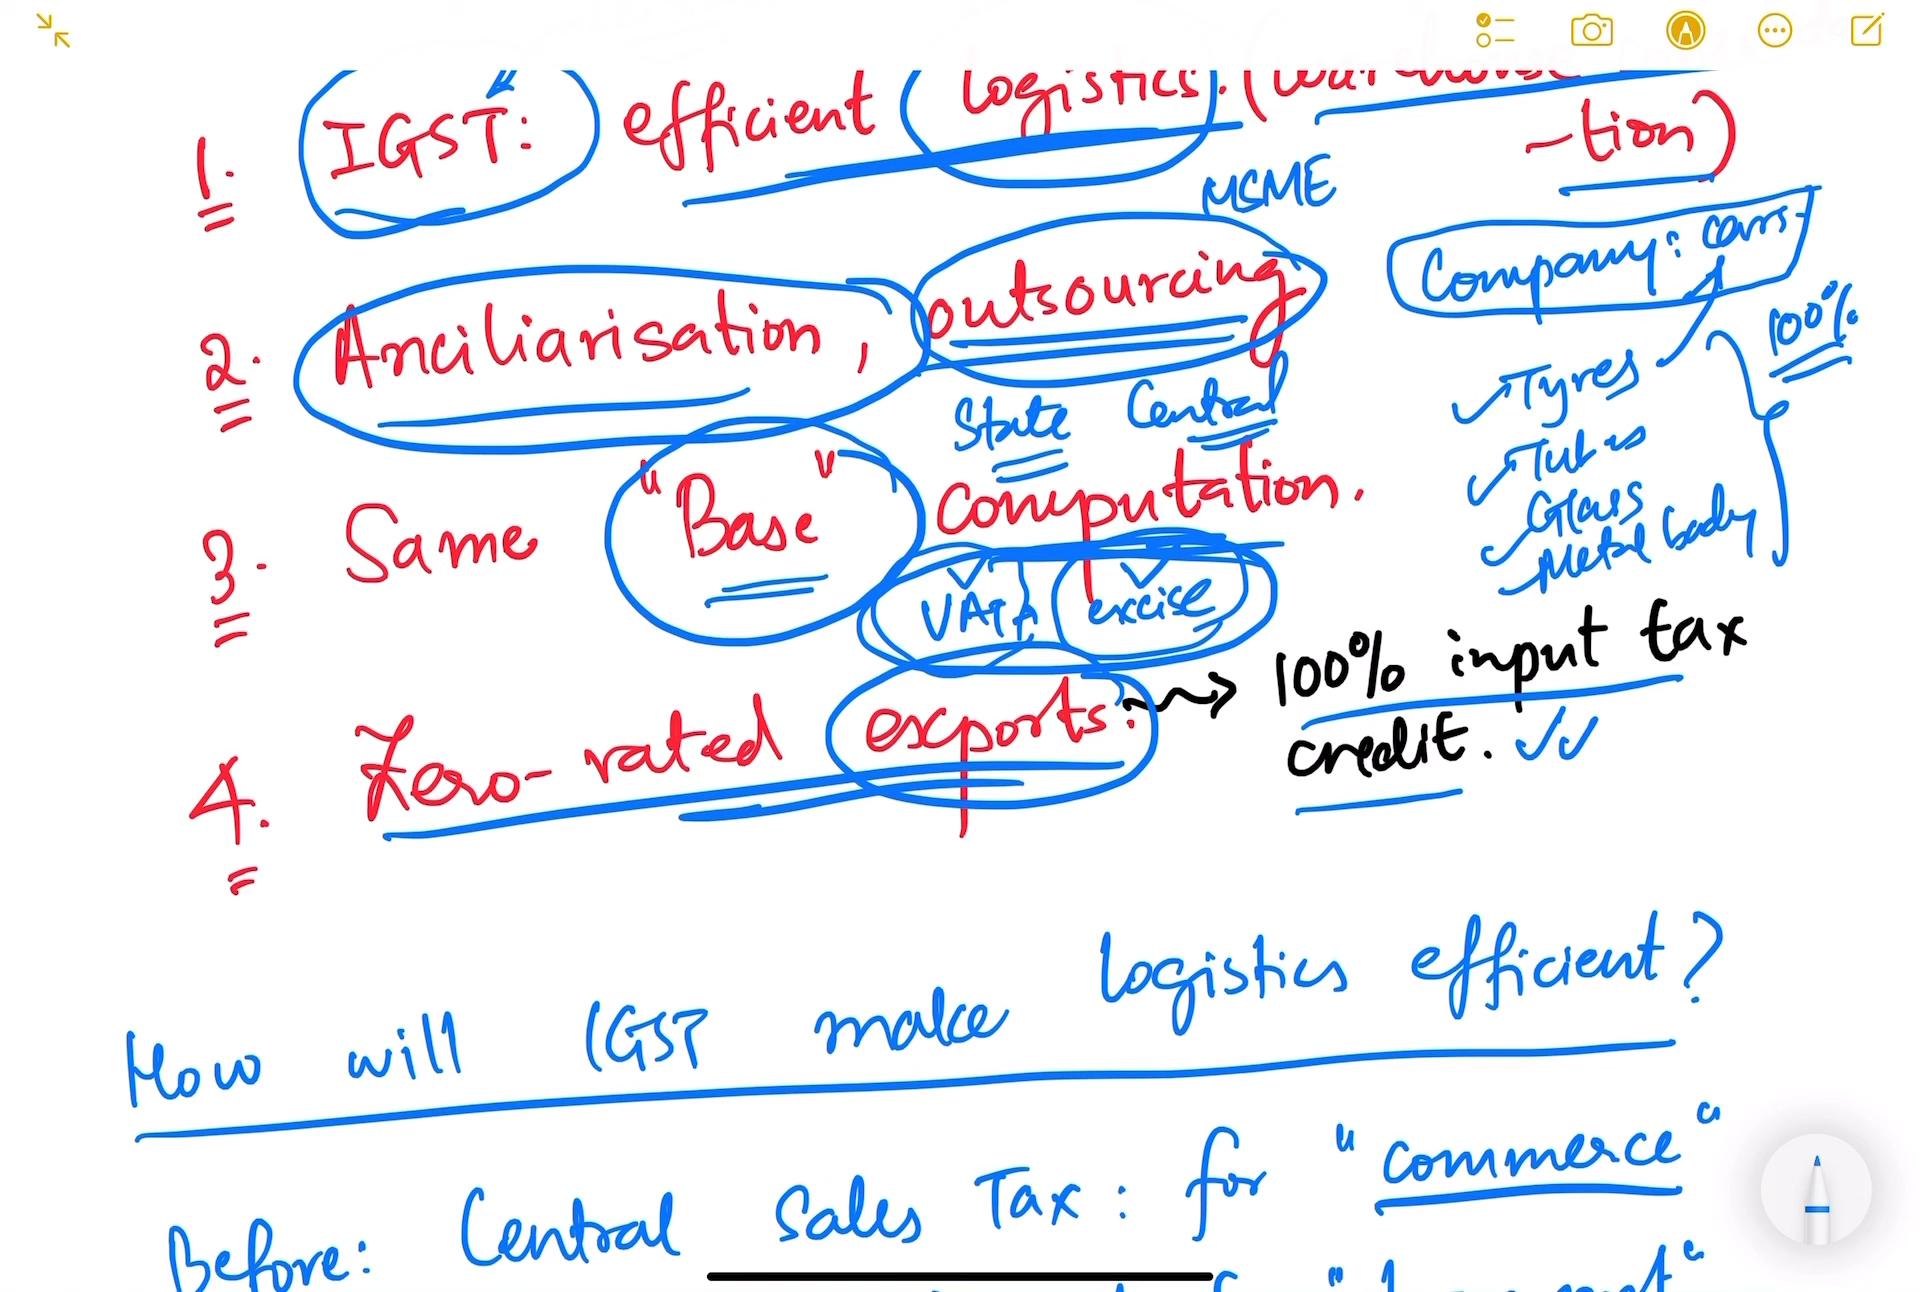 1. IGST: efficient logistics. (
-tion)
MSME
Company: cars.
2. Anciliarisation, outsourcing
100%
Tyres
State Central
Tubes
Glass
Metal body
3. Same "Base" computation.
VAT excise
4. Zero-rated exports. 100% input tax
credit.
How will IGST make logistics efficient?
Before: Central Sales Tax: for "commerce"